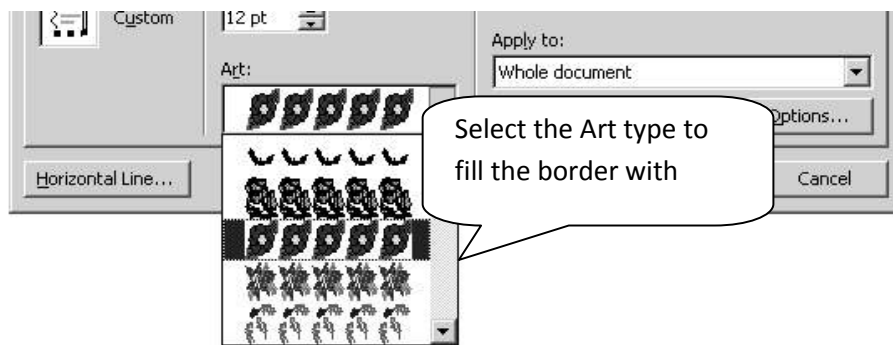 Custom
12 pt
Art:
Apply to:
Whole document
Options...
Select the Art type to
fill the border with
Horizontal Line...
Cancel